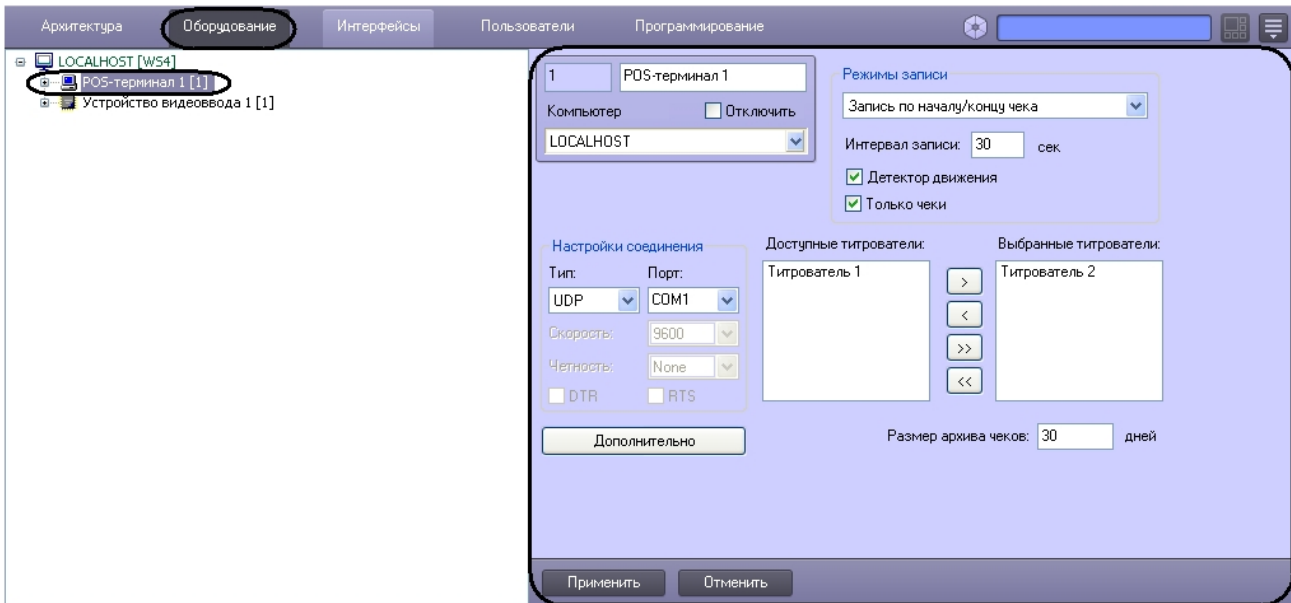 Архитектура Оборудование Интерфейсы Пользователи Программирование
LOCALHOST [WS4]
POS-терминал 1 [1]
Устройство видеоввода 1 [1]
1 POS-терминал 1
Компьютер Отключить
LOCALHOST
Режимы записи
Запись по началу/концу чека
Интервал записи: 30 сек
Детектор движения
Только чеки
Настройки соединения
Тип: Порт:
UDP COM1
Скорость: 9600
Четность: None
DTR RTS
Дополнительно
Доступные титрователи: Выбранные титрователи:
Титрователь 1 Титрователь 2
>
<
>>
<<
Размер архива чеков: 30 дней
Применить Отменить